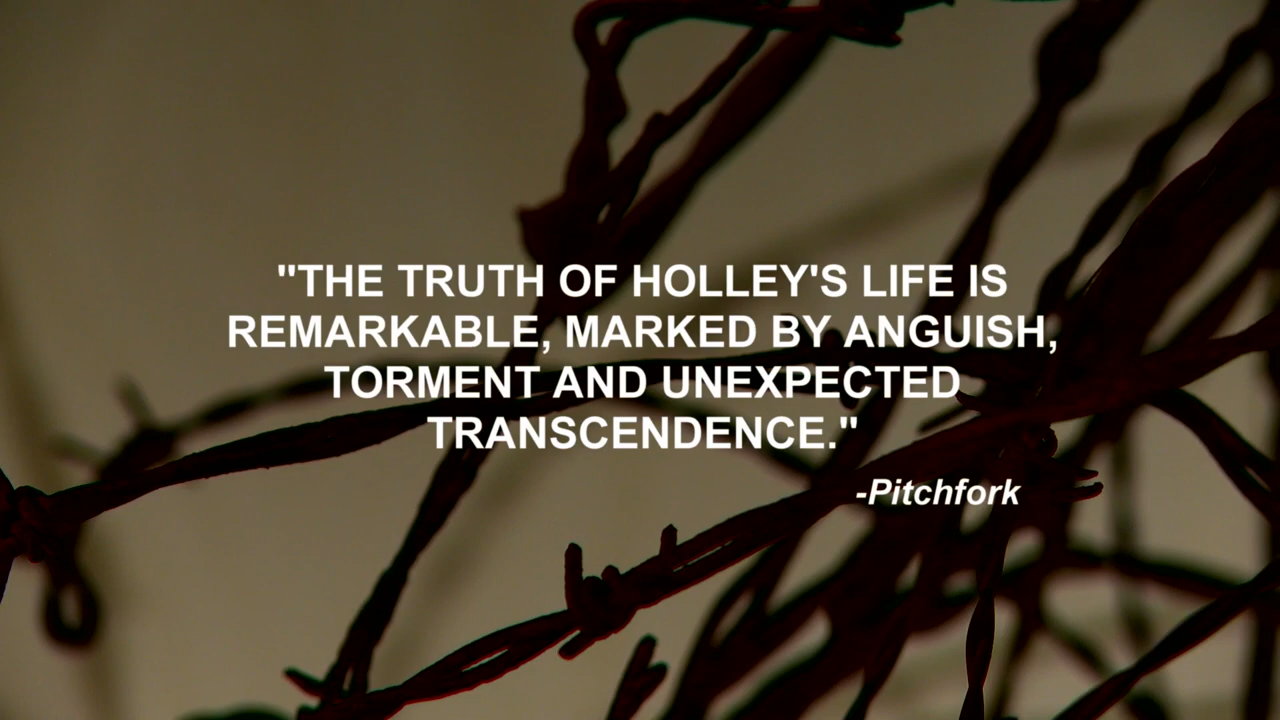 "THE TRUTH OF HOLLEY'S LIFE IS
REMARKABLE, MARKED BY ANGUISH,
TORMENT AND UNEXPECTED
TRANSCENDENCE."
-Pitchfork